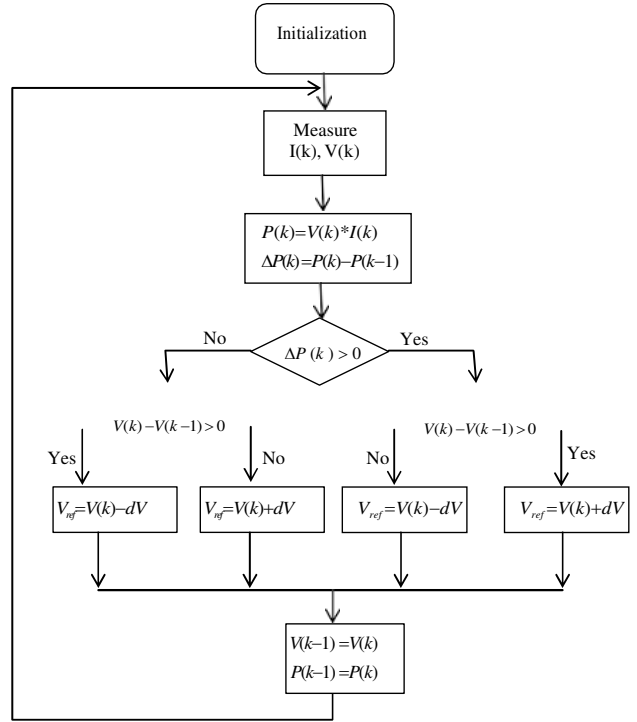 Initialization
Measure
I(k), V(k)
P(k)=V(k)*I(k)
ΔP(k)=P(k)−P(k−1)
No
ΔP(k)>0
Yes
V(k)−V(k−1)>0
V(k)−V(k−1)>0
Yes
No
No
Yes
Vref=V(k)−dV
Vref=V(k)+dV
Vref=V(k)−dV
Vref=V(k)+dV
V(k−1)=V(k)
P(k−1)=P(k)